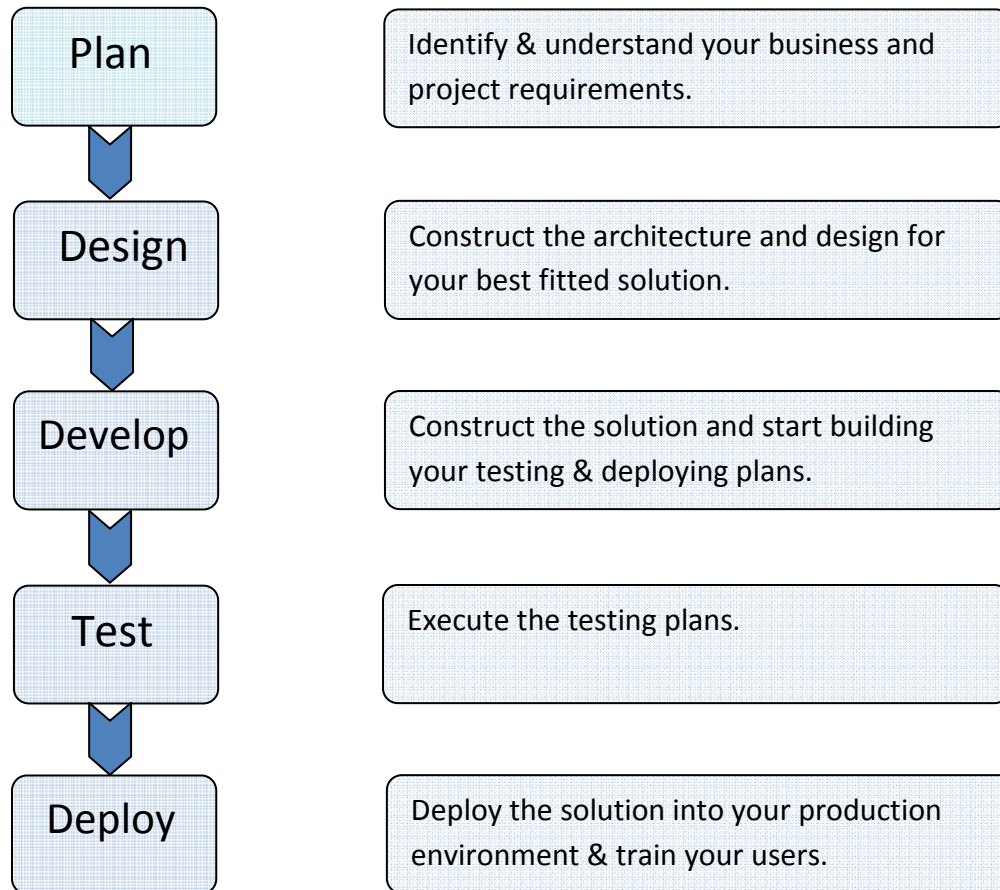 Plan
Identify & understand your business and
project requirements.
Design
Construct the architecture and design for
your best fitted solution.
Develop
Construct the solution and start building
your testing & deploying plans.
Test
Execute the testing plans.
Deploy
Deploy the solution into your production
environment & train your users.